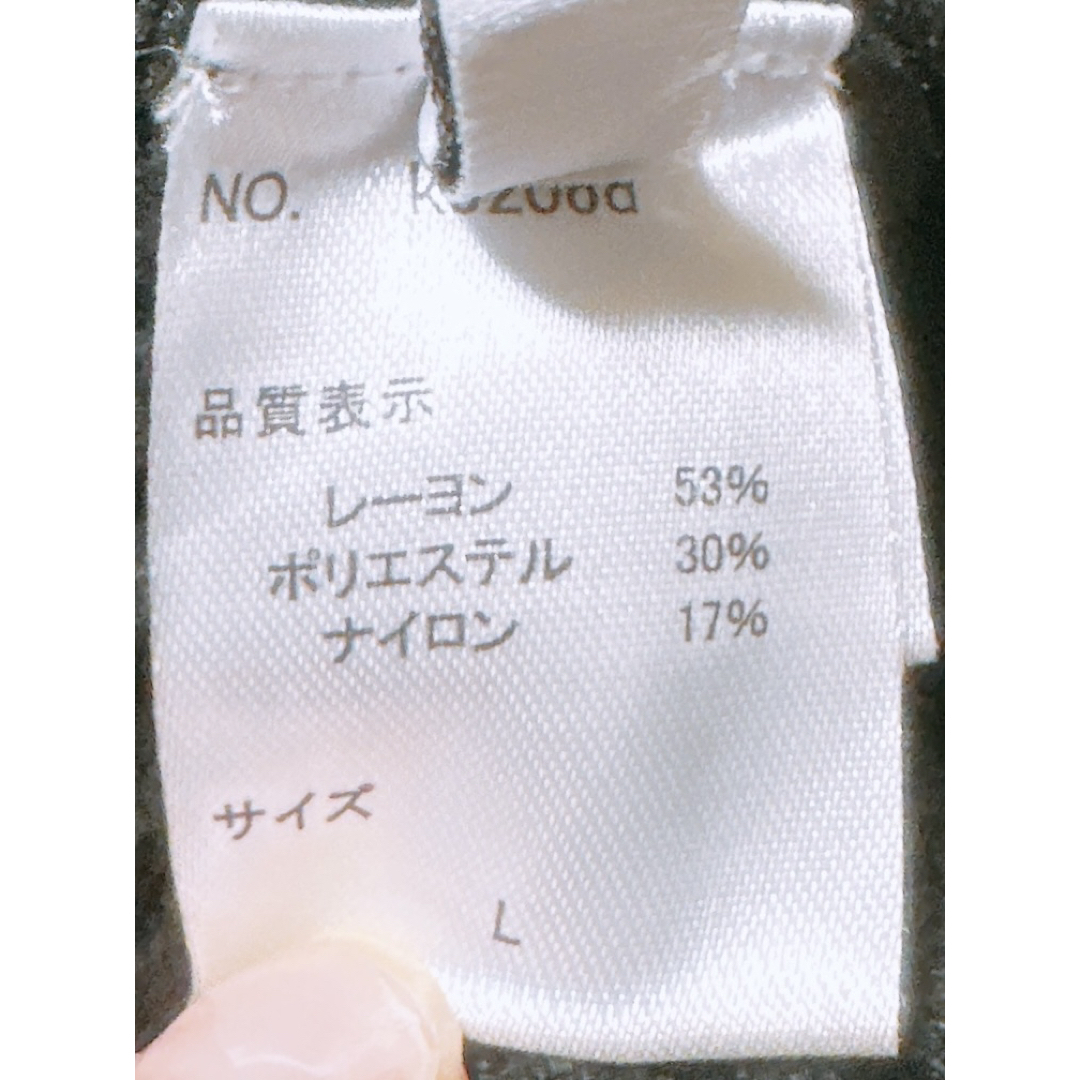 NO.
品質表示
レーヨン 53%
ポリエステル 30%
ナイロン 17%
サイズ
L